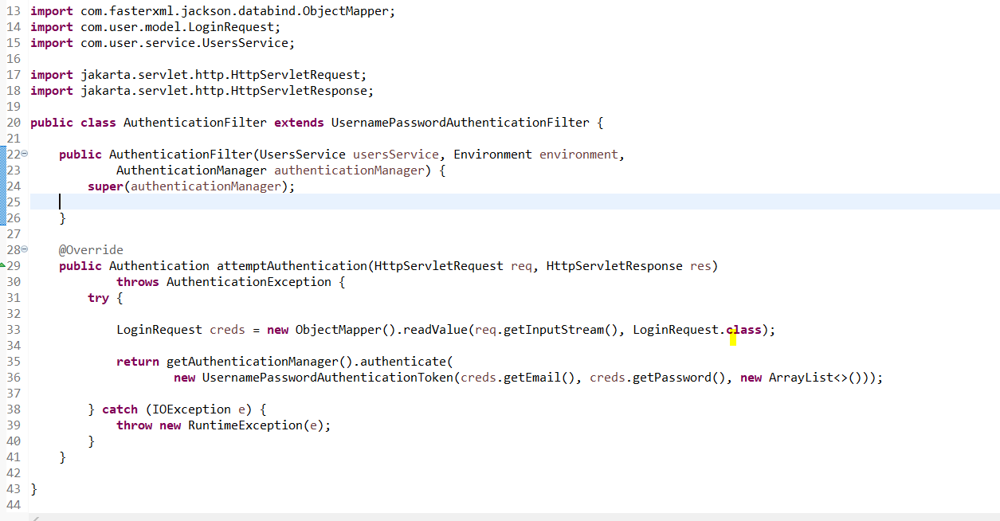 13 import com.fasterxml.jackson.databind.ObjectMapper;
14 import com.user.model.LoginRequest;
15 import com.user.service.UsersService;
16
17 import jakarta.servlet.http.HttpServletRequest;
18 import jakarta.servlet.http.HttpServletResponse;
19
20 public class AuthenticationFilter extends UsernamePasswordAuthenticationFilter {
21
22     public AuthenticationFilter(UsersService usersService, Environment environment,
23             AuthenticationManager authenticationManager) {
24         super(authenticationManager);
25
26     }
27
28     @Override
29     public Authentication attemptAuthentication(HttpServletRequest req, HttpServletResponse res)
30             throws AuthenticationException {
31         try {
32
33             LoginRequest creds = new ObjectMapper().readValue(req.getInputStream(), LoginRequest.class);
34
35             return getAuthenticationManager().authenticate(
36                     new UsernamePasswordAuthenticationToken(creds.getEmail(), creds.getPassword(), new ArrayList<>()));
37
38         } catch (IOException e) {
39             throw new RuntimeException(e);
40         }
41     }
42
43 }
44